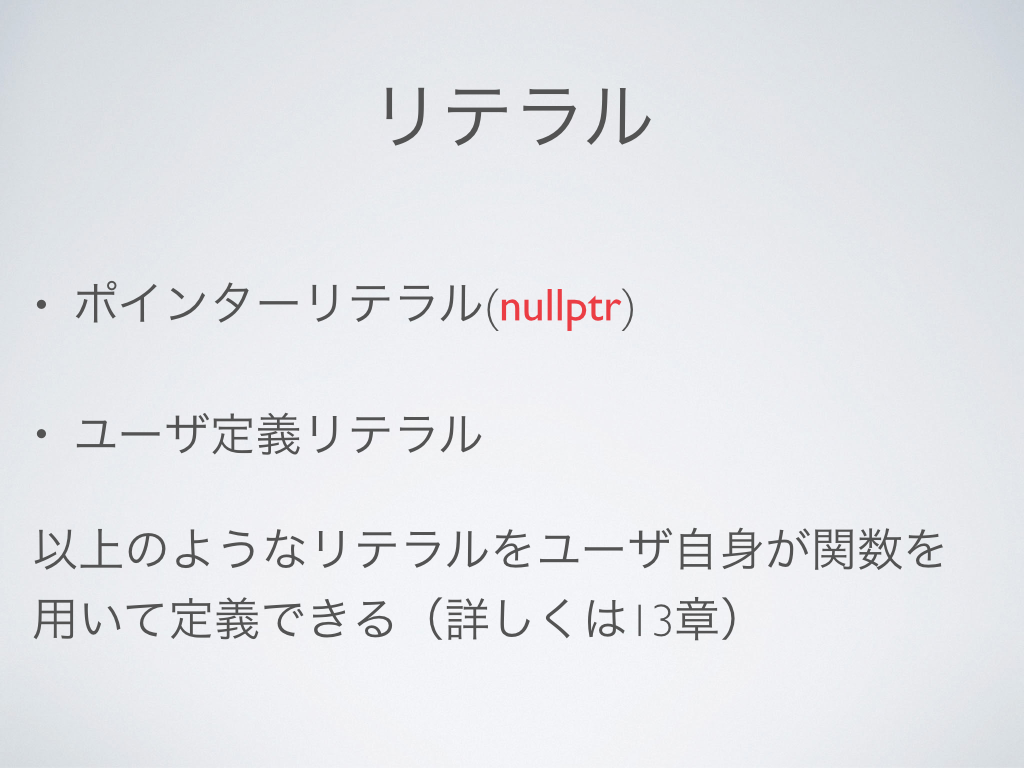 リテラル
• ポインターリテラル(nullptr)
• ユーザ定義リテラル
以上のようなリテラルをユーザ自身が関数を
用いて定義できる（詳しくは13章）